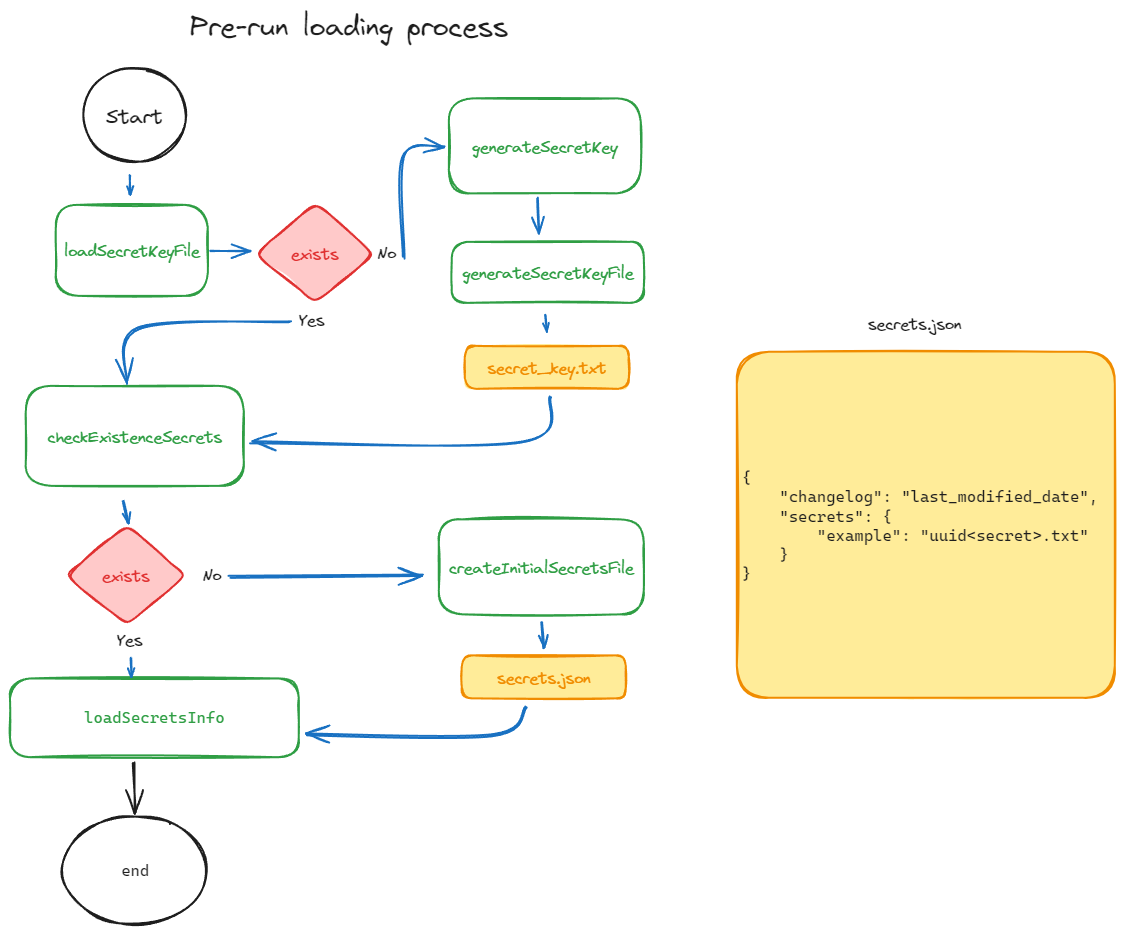 Pre-run loading process
Start
generateSecretKey
loadSecretKeyFile
exists
No
generateSecretKeyFile
Yes
secret_key.txt
checkExistenceSecrets
exists
No
createInitialSecretsFile
Yes
secrets.json
loadSecretsInfo
end
secrets.json
{
    "changelog": "last_modified_date",
    "secrets": {
        "example": "uuid<secret>.txt"
    }
}